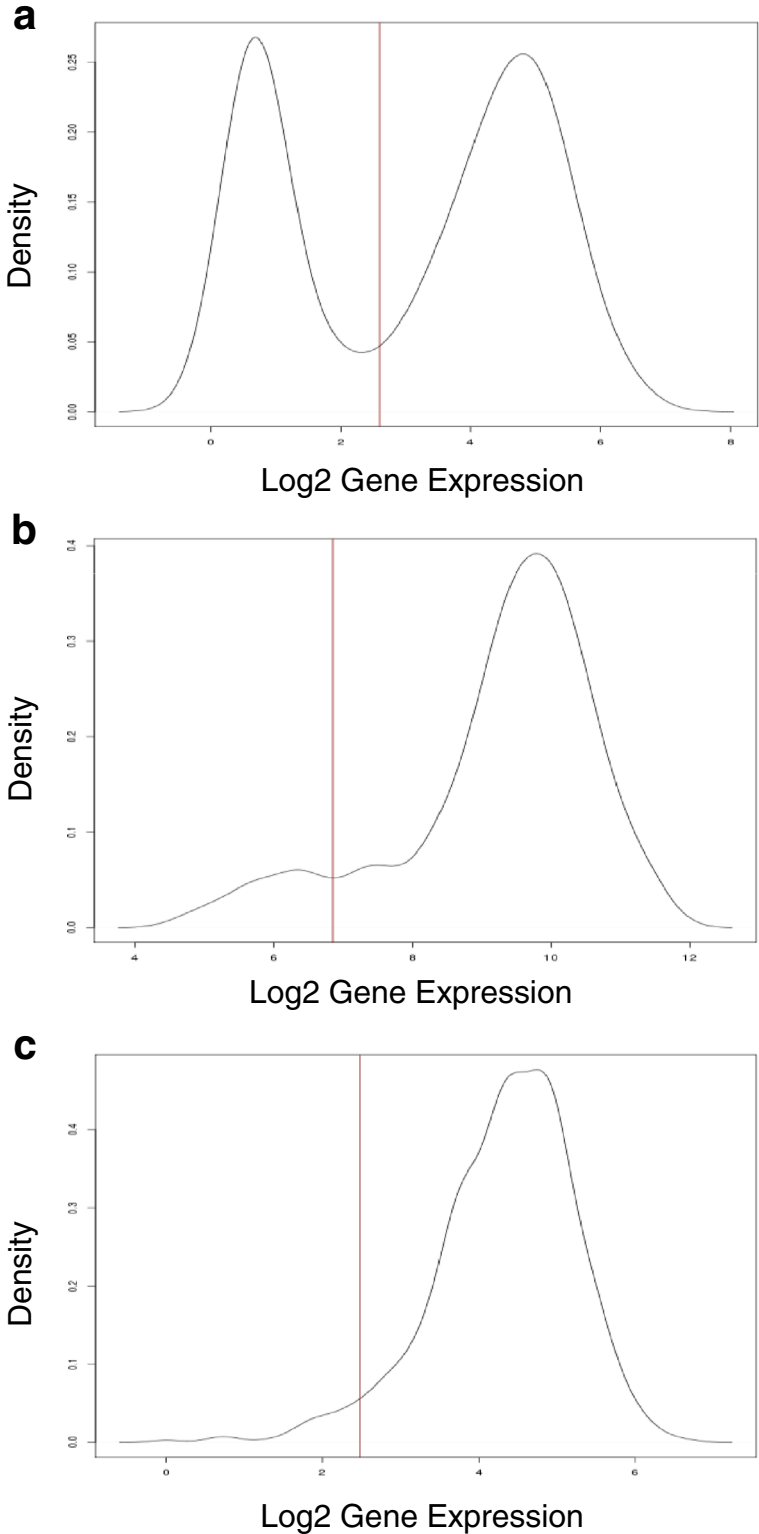 a
Density
0.00 0.05 0.10 0.15 0.20 0.25
0 2 4 6 8
Log2 Gene Expression
b
Density
0.0 0.1 0.2 0.3 0.4
4 6 8 10 12
Log2 Gene Expression
c
Density
0.0 0.1 0.2 0.3 0.4
0 2 4 6
Log2 Gene Expression